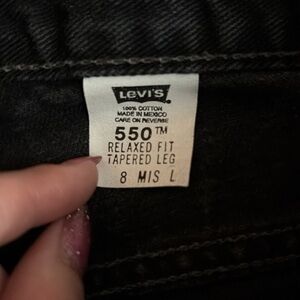 LEVI'S
100% COTTON
MADE IN MEXICO
CARE ON REVERSE
550™
RELAXED FIT
TAPERED LEG
8 MIS L